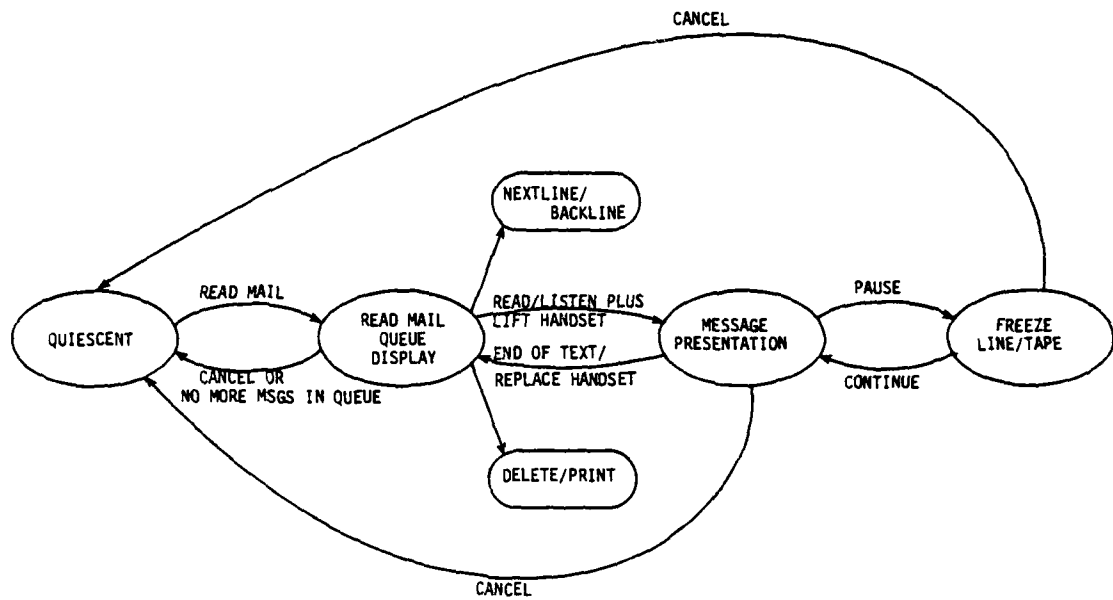 CANCEL
NEXTLINE/
BACKLINE
READ MAIL
READ/LISTEN PLUS
LIFT HANDSET
PAUSE
QUIESCENT
READ MAIL
QUEUE
DISPLAY
MESSAGE
PRESENTATION
FREEZE
LINE/TAPE
CANCEL OR
NO MORE MSGS IN QUEUE
END OF TEXT/
REPLACE HANDSET
CONTINUE
DELETE/PRINT
CANCEL